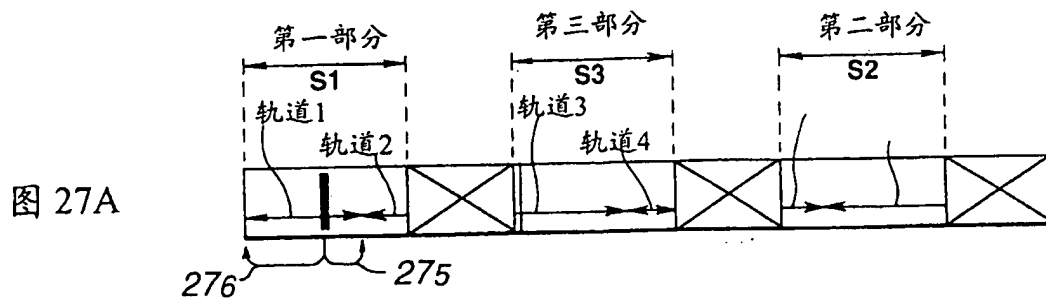 第一部分
第三部分
第二部分
S1
S3
S2
轨道1
轨道2
轨道3
轨道4
图 27A
276
275